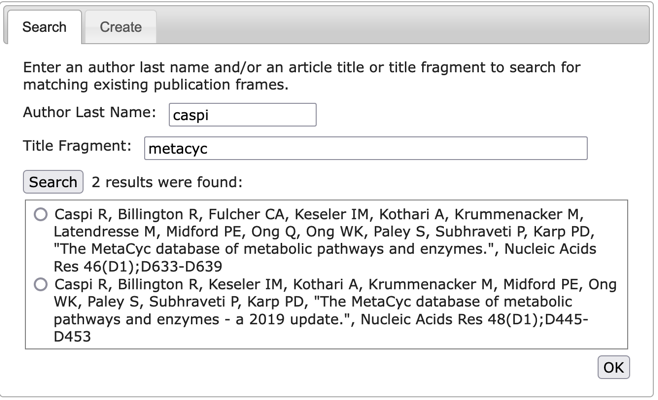 Search Create
Enter an author last name and/or an article title or title fragment to search for
matching existing publication frames.
Author Last Name: caspi
Title Fragment: metacyc
Search 2 results were found:
Caspi R, Billington R, Fulcher CA, Keseler IM, Kothari A, Krummenacker M,
Latendresse M, Midford PE, Ong Q, Ong WK, Paley S, Subhraveti P, Karp PD,
"The MetaCyc database of metabolic pathways and enzymes.", Nucleic Acids
Res 46(D1);D633-D639
Caspi R, Billington R, Keseler IM, Kothari A, Krummenacker M, Midford PE, Ong
WK, Paley S, Subhraveti P, Karp PD, "The MetaCyc database of metabolic
pathways and enzymes - a 2019 update.", Nucleic Acids Res 48(D1);D445-
D453
OK